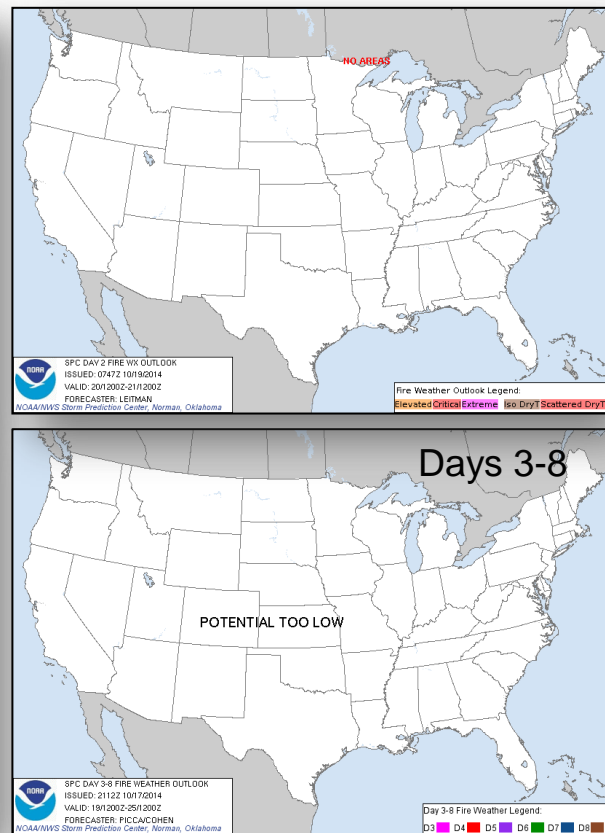 NO AREAS
NOAA
SPC DAY 2 FIRE WX OUTLOOK
ISSUED: 0747Z 10/19/2014
VALID: 20/1200Z-21/1200Z
FORECASTER: LEITMAN
NOAA/NWS Storm Prediction Center, Norman, Oklahoma
Fire Weather Outlook Legend:
Elevated Critical Extreme Iso DryT Scattered DryT
Days 3-8
POTENTIAL TOO LOW
NOAA
SPC DAY 3-8 FIRE WEATHER OUTLOOK
ISSUED: 2112Z 10/17/2014
VALID: 19/1200Z-25/1200Z
FORECASTER: PICCA/COHEN
NOAA/NWS Storm Prediction Center, Norman, Oklahoma
Day 3-8 Fire Weather Legend:
D3 D4 D5 D6 D7 D8